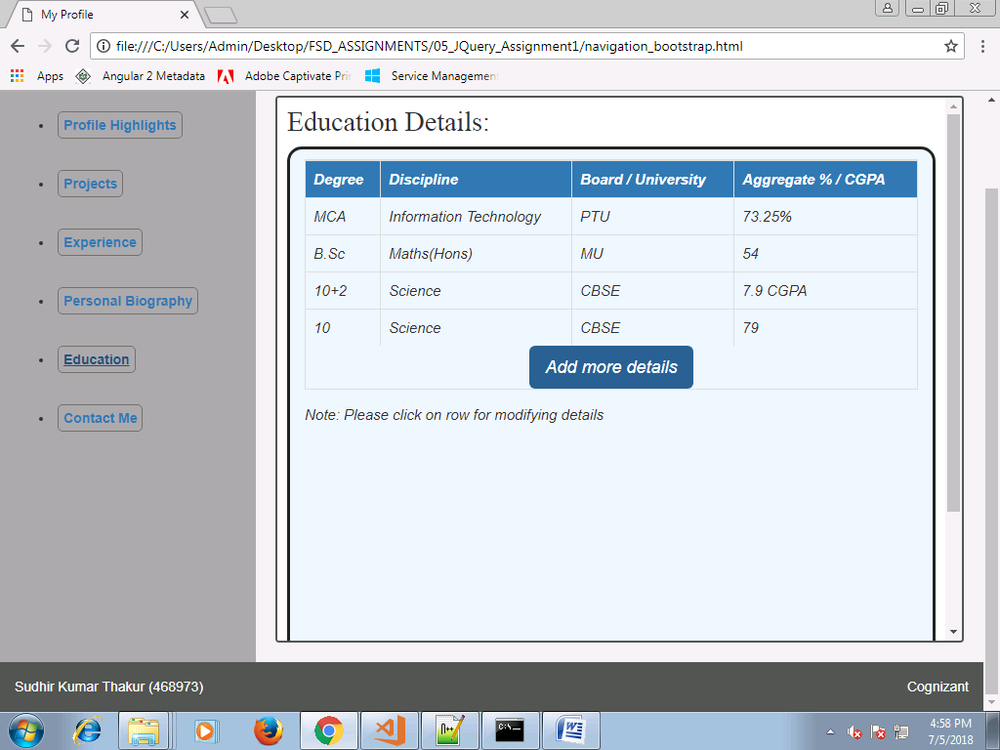 My Profile
file:///C:/Users/Admin/Desktop/FSD_ASSIGNMENTS/05_JQuery_Assignment1/navigation_bootstrap.html
Apps Angular 2 Metadata Adobe Captivate Service Management
Profile Highlights
Projects
Experience
Personal Biography
Education
Contact Me
Education Details:
Degree Discipline Board / University Aggregate % / CGPA
MCA Information Technology PTU 73.25%
B.Sc Maths(Hons) MU 54
10+2 Science CBSE 7.9 CGPA
10 Science CBSE 79
Add more details
Note: Please click on row for modifying details
Sudhir Kumar Thakur (468973) Cognizant
4:58 PM
7/5/2018